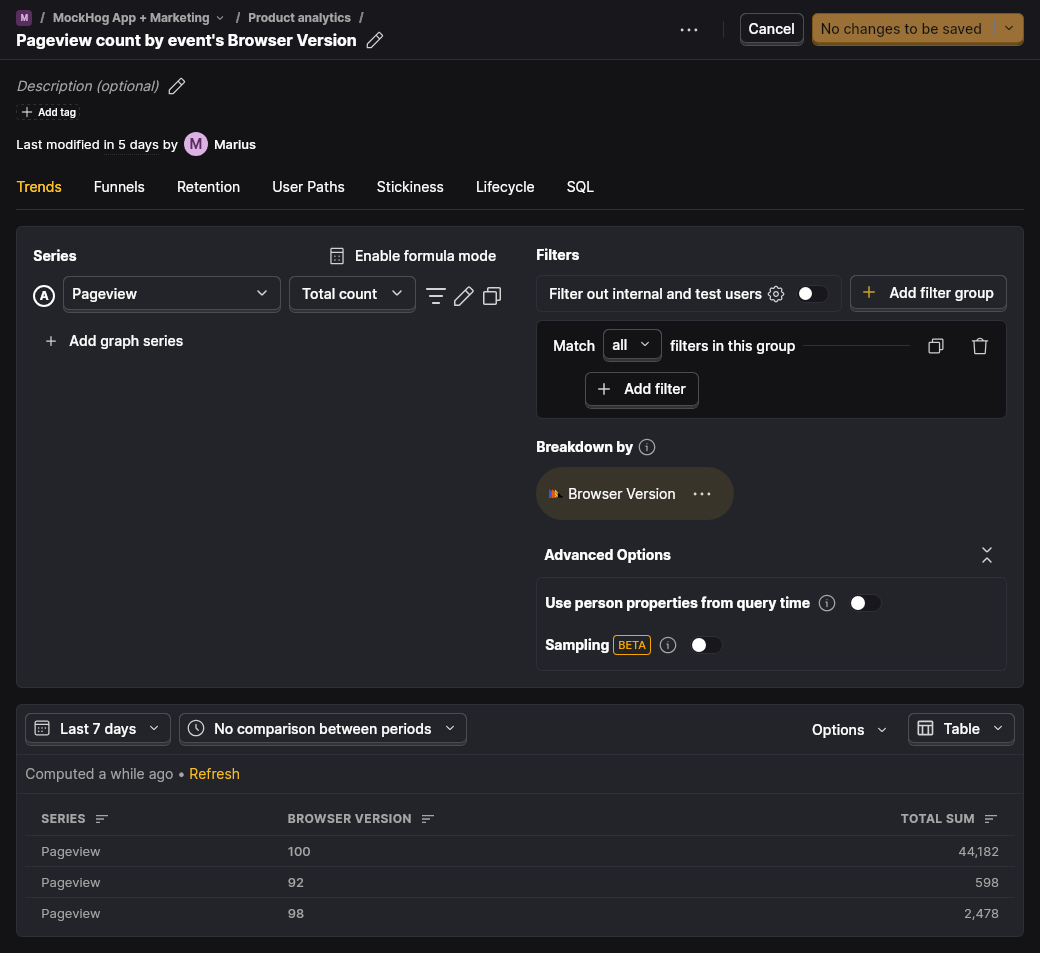 M / MockHog App + Marketing / Product analytics /
Pageview count by event's Browser Version
Cancel
No changes to be saved
Description (optional)
Add tag
Last modified in 5 days by M Marius
Trends Funnels Retention User Paths Stickiness Lifecycle SQL
Series
Enable formula mode
A Pageview Total count
Add graph series
Filters
Filter out internal and test users
Add filter group
Match all filters in this group
Add filter
Breakdown by
Browser Version
Advanced Options
Use person properties from query time
Sampling BETA
Last 7 days No comparison between periods Options Table
Computed a while ago • Refresh
SERIES BROWSER VERSION TOTAL SUM
Pageview 100 44,182
Pageview 92 598
Pageview 98 2,478